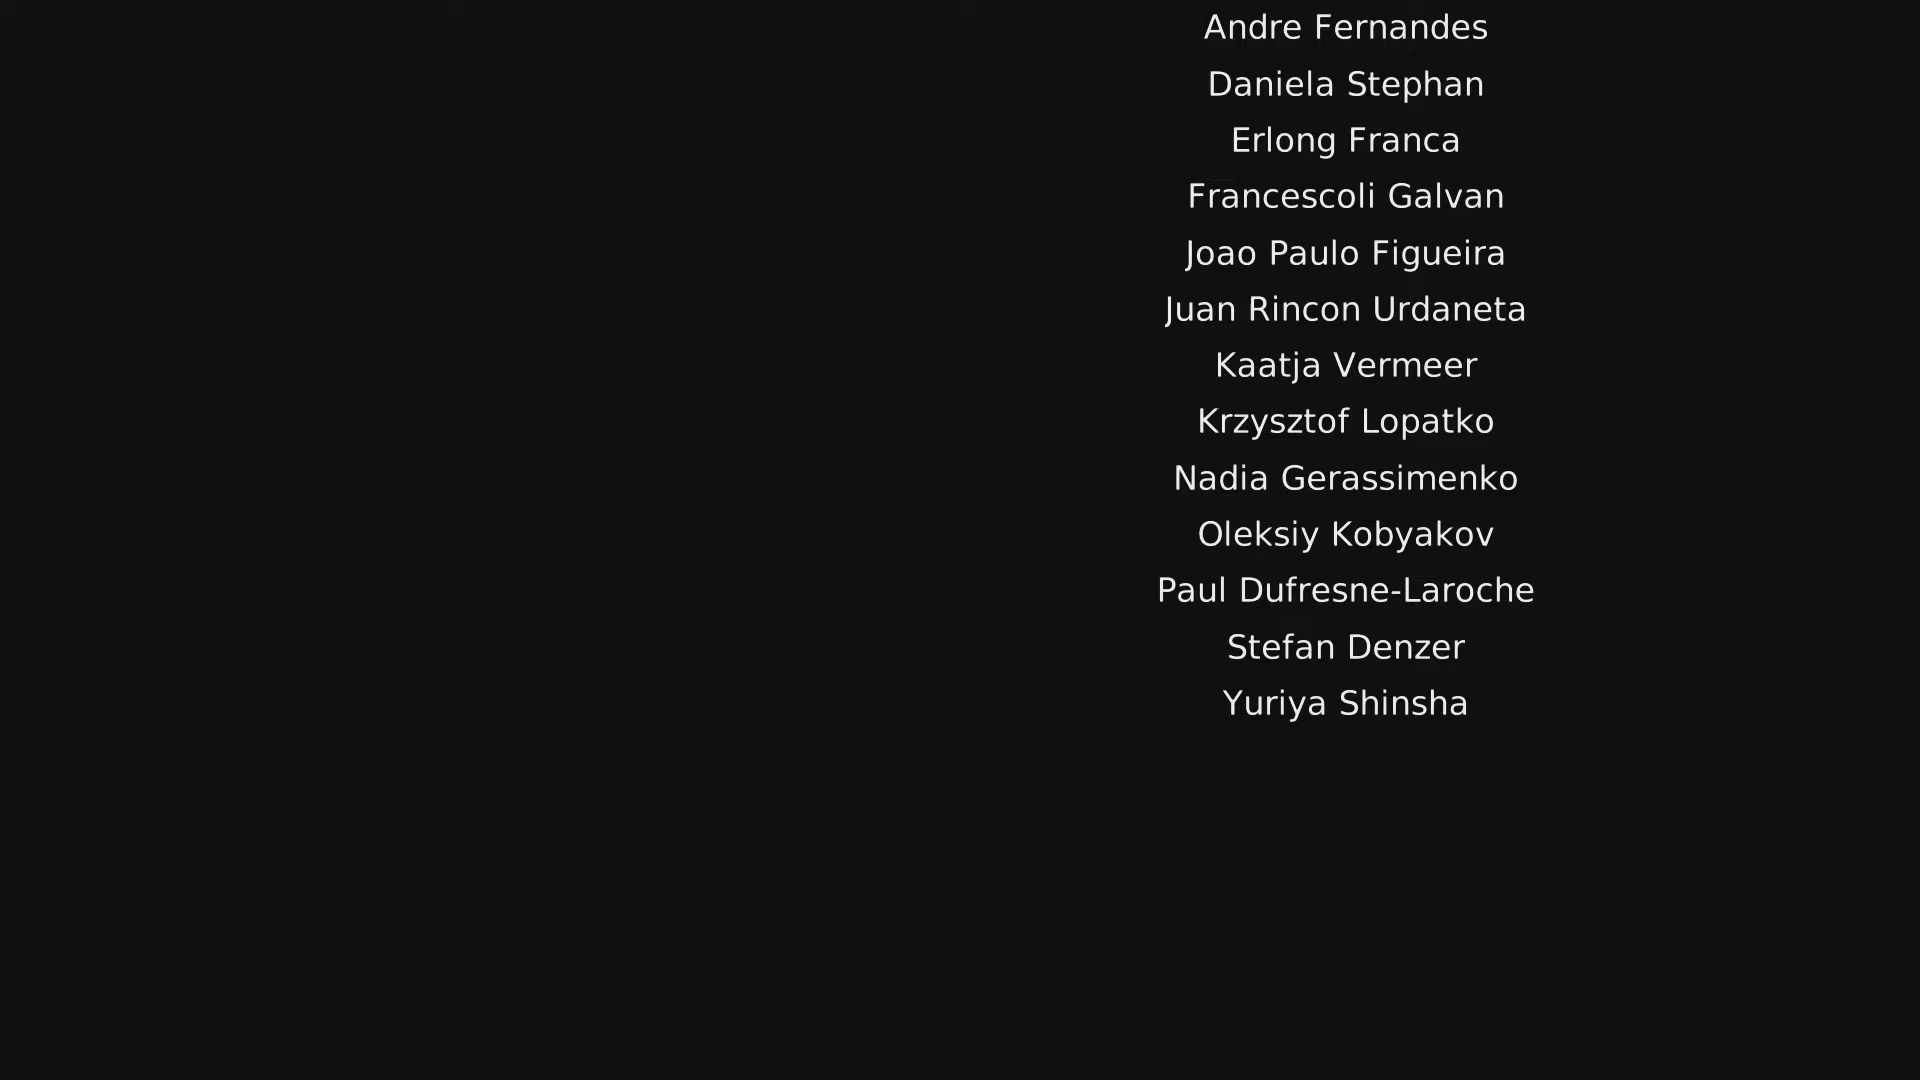 Andre Fernandes
Daniela Stephan
Erlong Franca
Francescoli Galvan
Joao Paulo Figueira
Juan Rincon Urdaneta
Kaatja Vermeer
Krzysztof Lopatko
Nadia Gerassimenko
Oleksiy Kobyakov
Paul Dufresne-Laroche
Stefan Denzer
Yuriya Shinsha